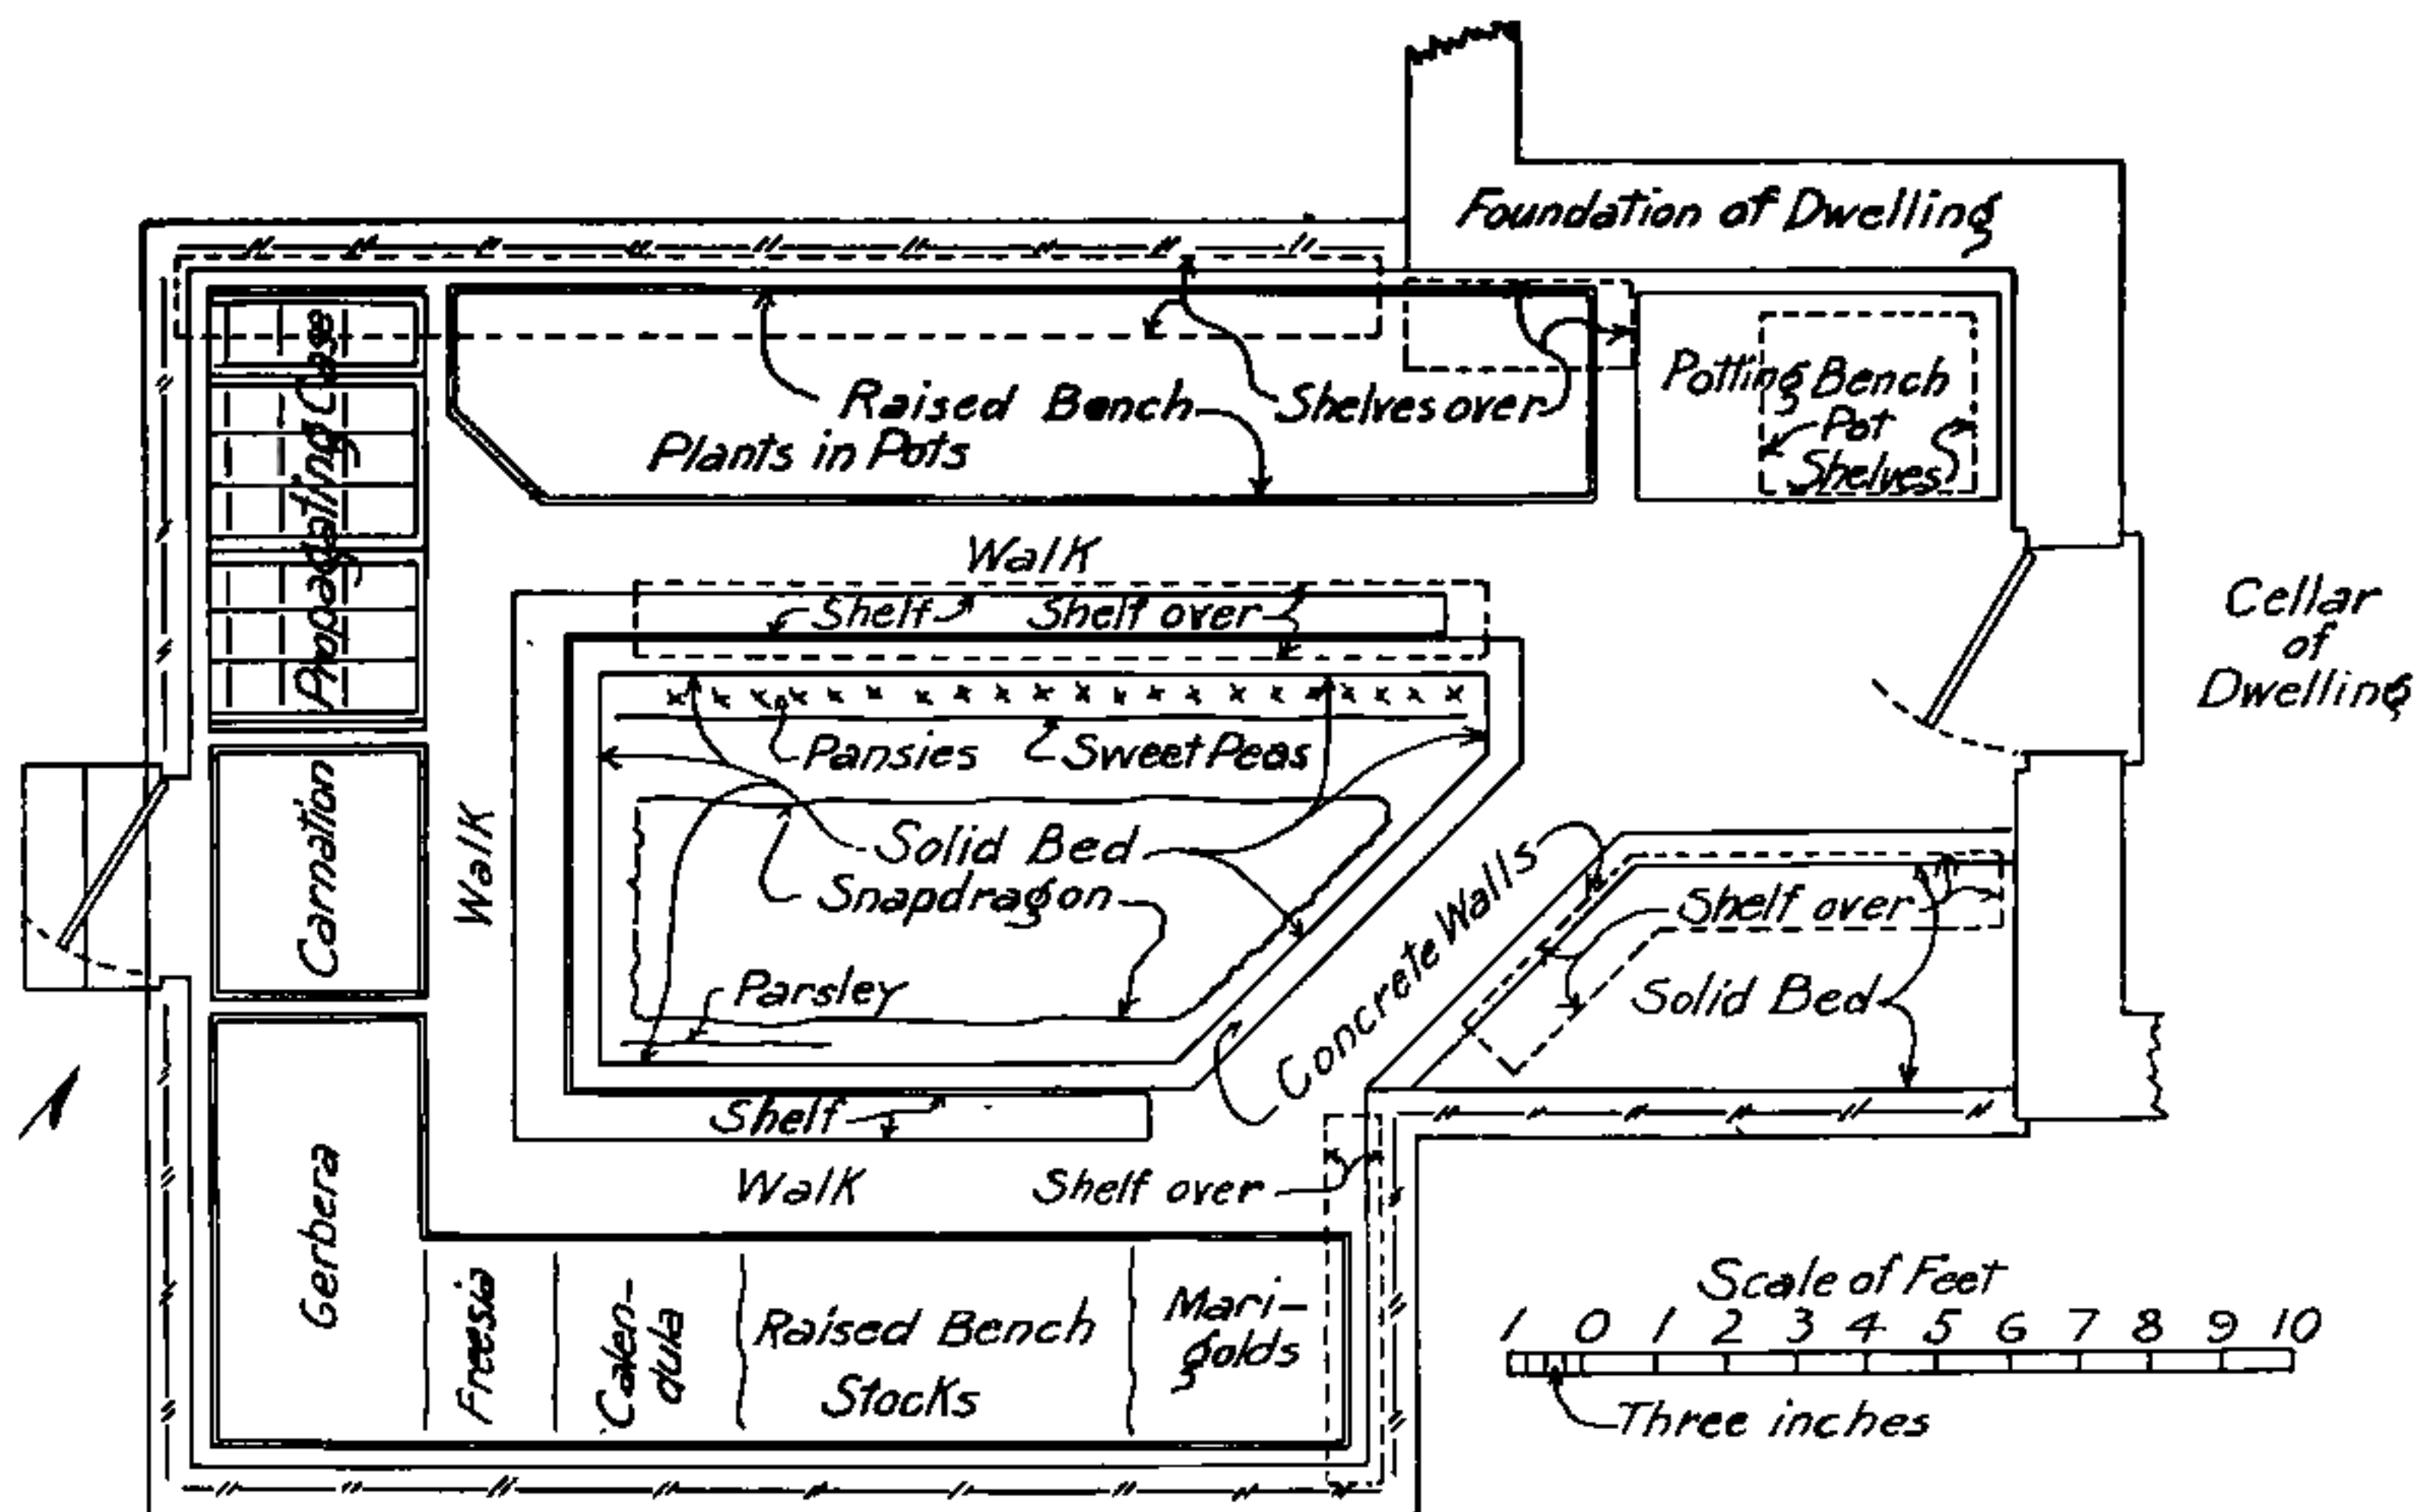 Foundation of Dwelling
Propagating Case
Raised Bench
Shelves over
Plants in Pots
Potting Bench
Pot
Shelves
Walk
Shelf
Shelf over
Cellar
of
Dwelling
Pansies
Sweet Peas
Carnation
Walk
Solid Bed
Snapdragon
Parsley
Concrete Walls
Shelf over
Solid Bed
Shelf
Walk
Shelf over
Gerbera
Freesia
Calen-
dula
Raised Bench
Stocks
Mari-
golds
Scale of Feet
1 0 1 2 3 4 5 6 7 8 9 10
Three inches